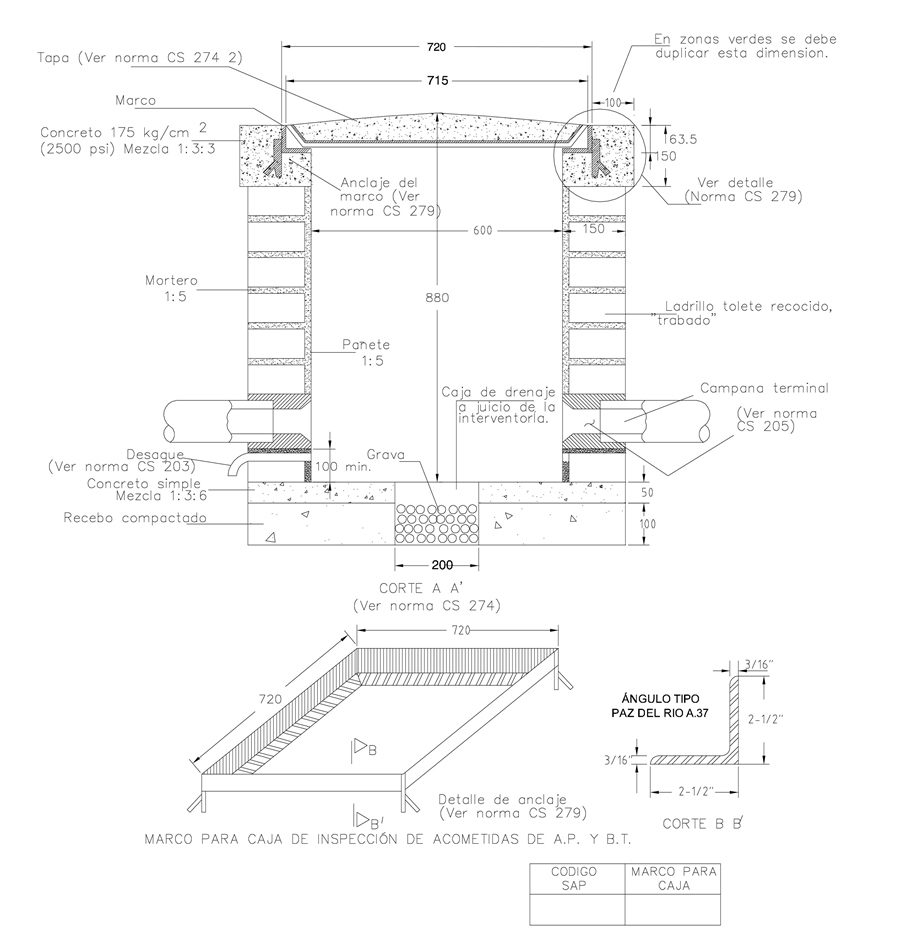 En zonas verdes se debe
duplicar esta dimension.
720
Tapa (Ver norma CS 274 2)
715
Marco
100
Concreto 175 kg/cm 2
(2500 psi) Mezcla 1:3:3
163.5
150
Anclaje del
marco (Ver
norma CS 279)
Ver detalle
(Norma CS 279)
600
150
Mortero
1:5
880
Ladrillo tolete recocido,
"trabado"
Panete
1:5
Caja de drenaje
a juicio de la
interventorIa.
Campana terminal
(Ver norma
CS 205)
Desague
(Ver norma CS 203)
Grava
100 min.
Concreto simple
Mezcla 1:3:6
50
Recebo compactado
100
200
CORTE A A'
(Ver norma CS 274)
720
720
3/16"
ÁNGULO TIPO
PAZ DEL RIO A.37
2-1/2"
3/16"
2-1/2"
B
Detalle de anclaje
(Ver norma CS 279)
B'
CORTE B B'
MARCO PARA CAJA DE INSPECCIÓN DE ACOMETIDAS DE A.P. Y B.T.
CODIGO SAP
MARCO PARA CAJA